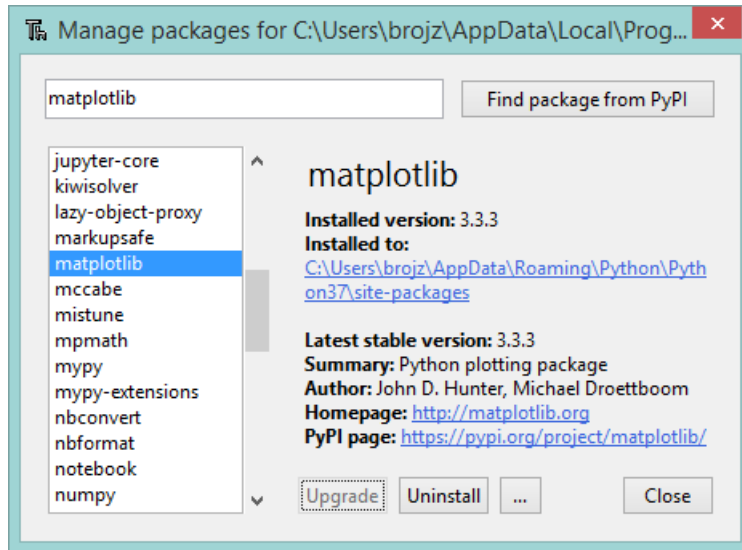 Manage packages for C:\Users\brojz\AppData\Local\Prog...
matplotlib
Find package from PyPI
jupyter-core
kiwisolver
lazy-object-proxy
markupsafe
matplotlib
mccabe
mistune
mpmath
mypy
mypy-extensions
nbconvert
nbformat
notebook
numpy
matplotlib
Installed version: 3.3.3
Installed to:
C:\Users\brojz\AppData\Roaming\Python\Pyth
on37\site-packages
Latest stable version: 3.3.3
Summary: Python plotting package
Author: John D. Hunter, Michael Droettboom
Homepage: http://matplotlib.org
PyPI page: https://pypi.org/project/matplotlib/
Upgrade
Uninstall
...
Close